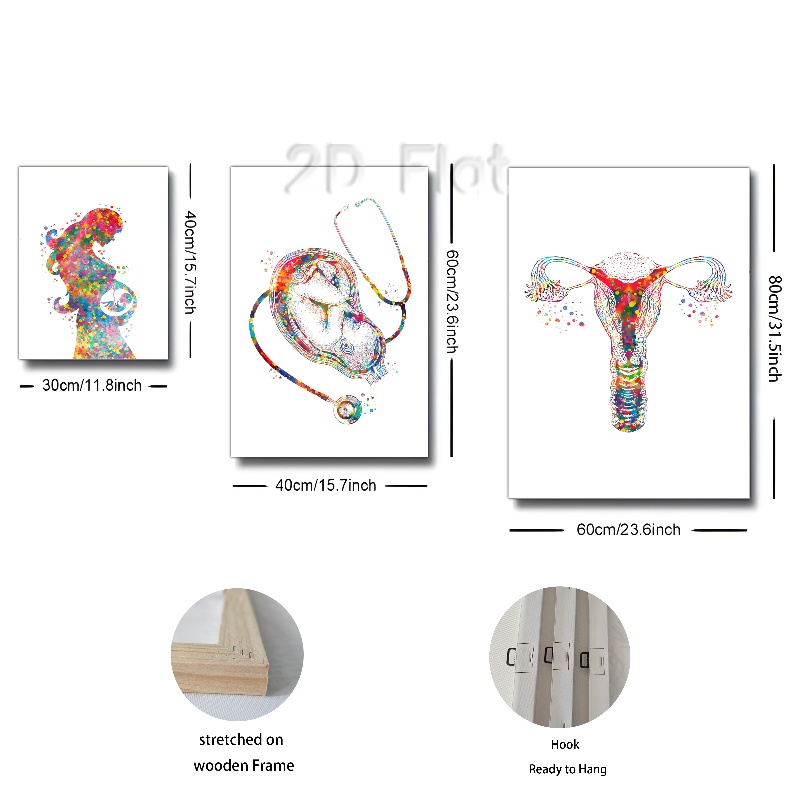 2D Flat
40cm/15.7inch
30cm/11.8inch
60cm/23.6inch
40cm/15.7inch
80cm/31.5inch
60cm/23.6inch
stretched on
wooden Frame
Hook
Ready to Hang